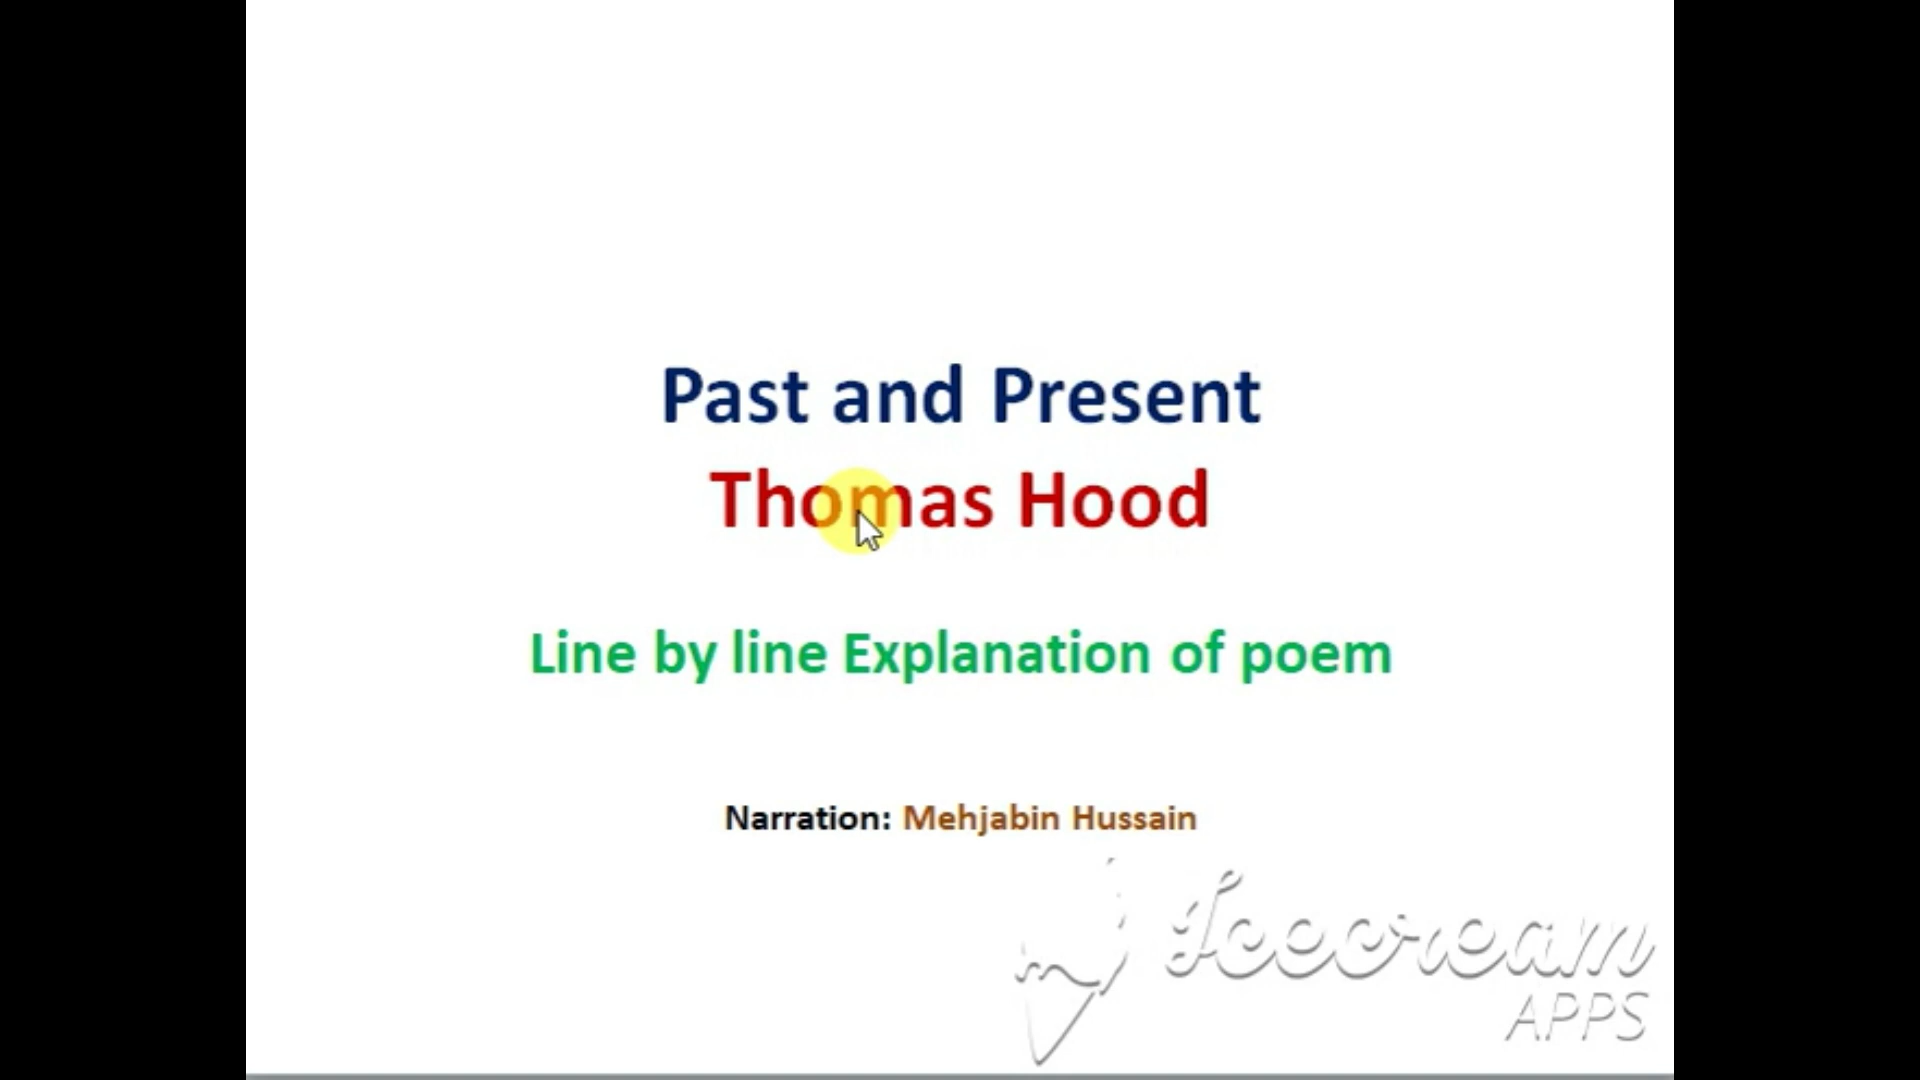 Past and Present
Thomas Hood
Line by line Explanation of poem
Narration: Mehjabin Hussain
Icecream
APPS